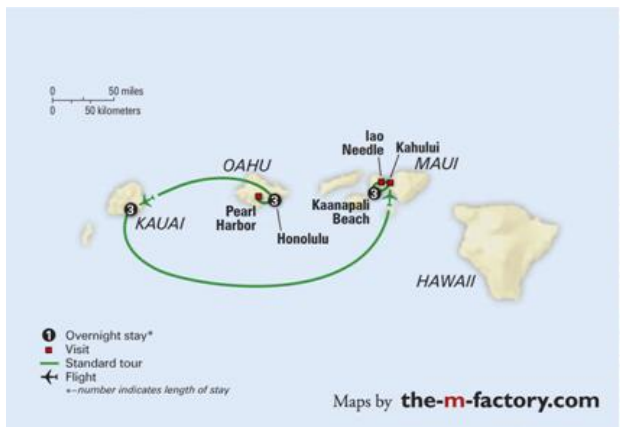 0 50 miles
0 50 kilometers
Iao
Needle
Kahului
MAUI
OAHU
Kaanapali
Beach
3
3
3
KAUAI
Pearl
Harbor
Honolulu
HAWAII
1 Overnight stay*
Visit
Standard tour
Flight
*–number indicates length of stay
Maps by the-m-factory.com